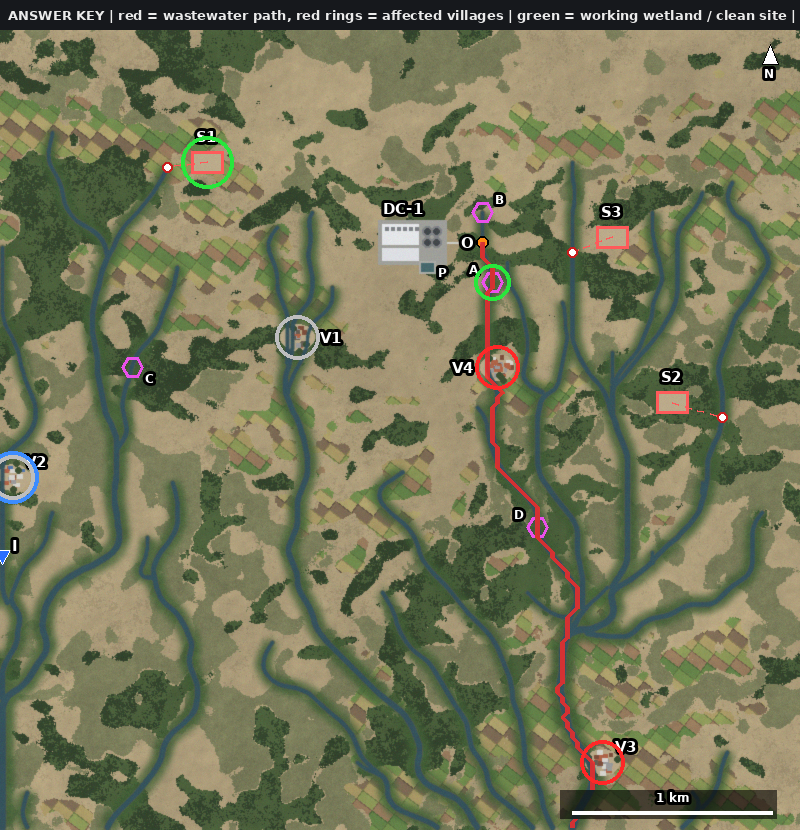 ANSWER KEY | red = wastewater path, red rings = affected villages | green = working wetland / clean site |
N
S1
B
DC-1
S3
O
A
P
V1
V4
C
S2
V2
D
I
V3
1 km